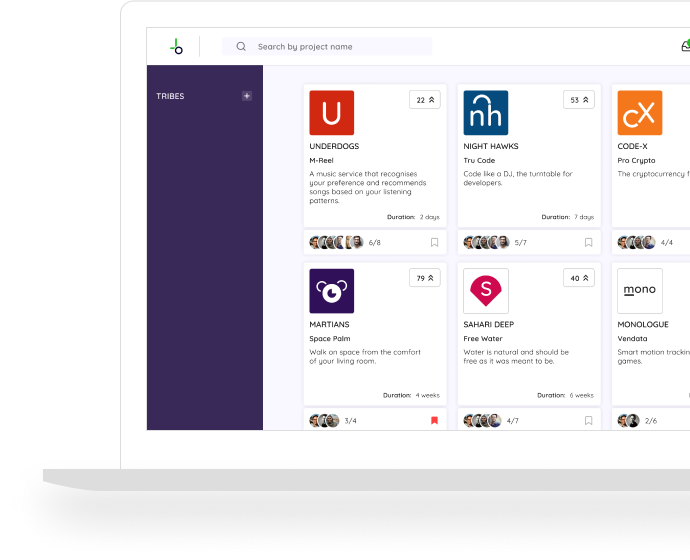 Search by project name
TRIBES
+
U
22
UNDERDOGS
M-Reel
A music service that recognises
your preference and recommends
songs based on your listening
patterns.
Duration: 2 days
6/8
nh
53
NIGHT HAWKS
Tru Code
Code like a DJ, the turntable for
developers.
Duration: 7 days
5/7
cX
CODE-X
Pro Crypto
The cryptocurrency f
4/4
79
MARTIANS
Space Palm
Walk on space from the comfort
of your living room.
Duration: 4 weeks
3/4
S
40
SAHARI DEEP
Free Water
Water is natural and should be
free as it was meant to be.
Duration: 6 weeks
4/7
mono
MONOLOGUE
Vendata
Smart motion trackin
games.
2/6